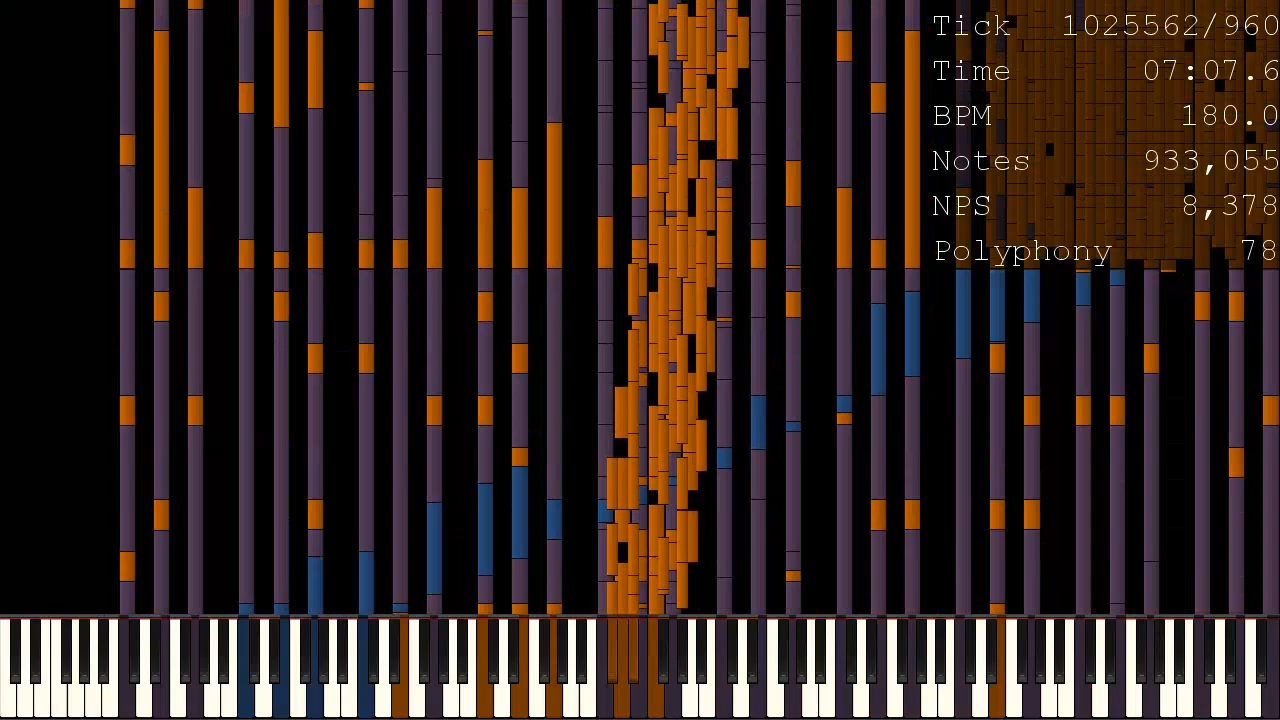 Tick 1025562/960
Time 07:07.6
BPM 180.0
Notes 933,055
NPS 8,378
Polyphony 78